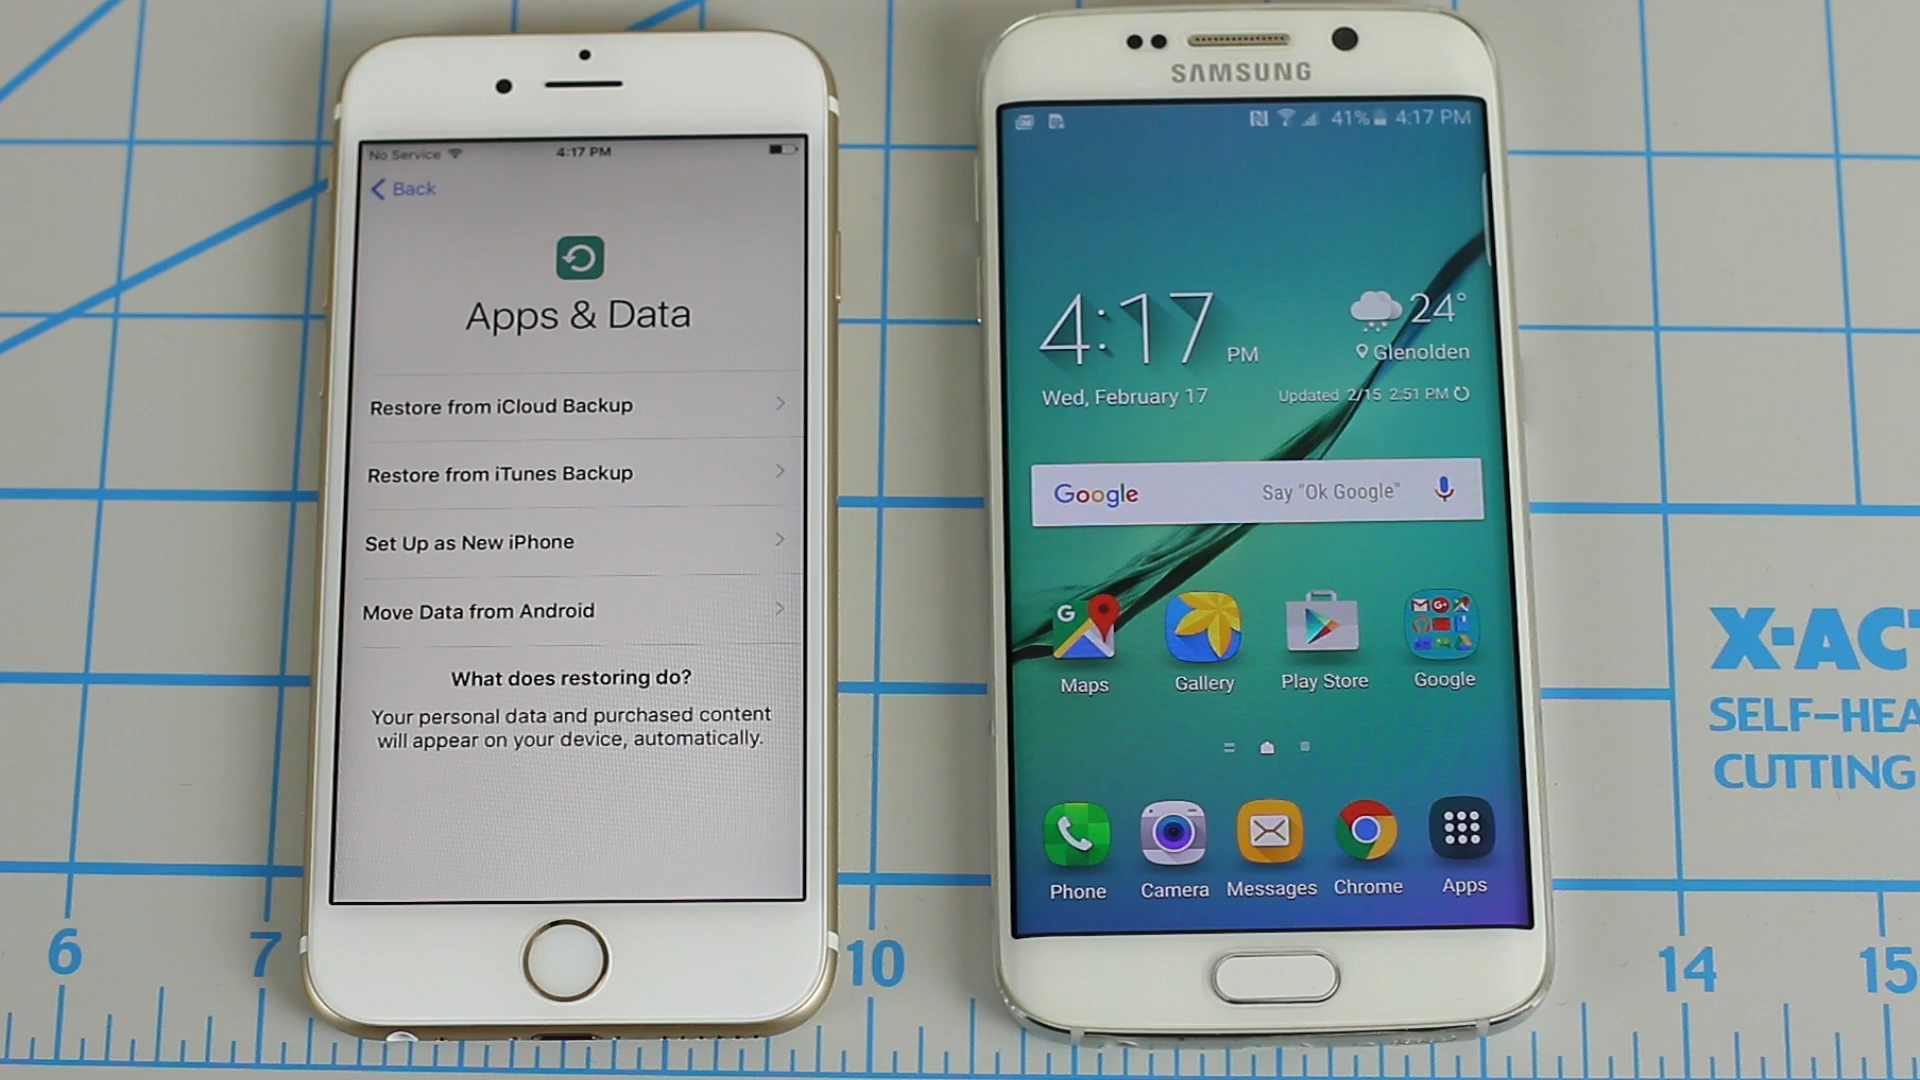 No Service
4:17 PM
Back
Apps & Data
Restore from iCloud Backup
Restore from iTunes Backup
Set Up as New iPhone
Move Data from Android
What does restoring do?
Your personal data and purchased content
will appear on your device, automatically.
SAMSUNG
41% 4:17 PM
4:17 PM
24°
Glenolden
Wed, February 17
Updated 2/15 2:51 PM
Google Say "Ok Google"
G
Maps Gallery Play Store Google
Phone Camera Messages Chrome Apps
X-AC
SELF-HEA
CUTTING
6 7 10 14 15